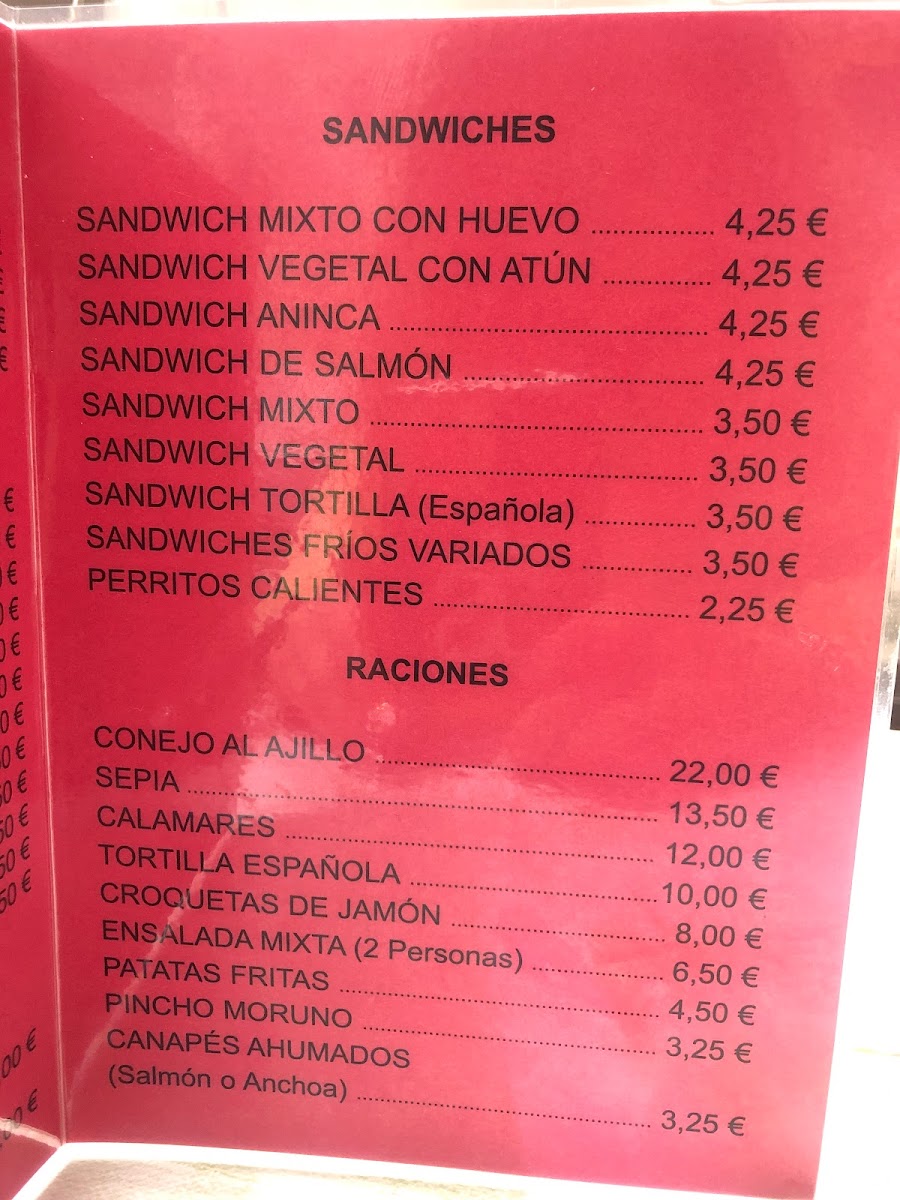 SANDWICHES
SANDWICH MIXTO CON HUEVO ................. 4,25 €
SANDWICH VEGETAL CON ATÚN ............... 4,25 €
SANDWICH ANINCA ............................................. 4,25 €
SANDWICH DE SALMÓN .................................. 4,25 €
SANDWICH MIXTO ............................................... 3,50 €
SANDWICH VEGETAL ........................................ 3,50 €
SANDWICH TORTILLA (Española) ................ 3,50 €
SANDWICHES FRÍOS VARIADOS ................ 3,50 €
PERRITOS CALIENTES ..................................... 2,25 €
RACIONES
CONEJO AL AJILLO .......................................... 22,00 €
SEPIA ..................................................................... 13,50 €
CALAMARES ...................................................... 12,00 €
TORTILLA ESPAÑOLA ..................................... 10,00 €
CROQUETAS DE JAMÓN ................................ 8,00 €
ENSALADA MIXTA (2 Personas) .................... 6,50 €
PATATAS FRITAS ................................................ 4,50 €
PINCHO MORUNO ............................................. 3,25 €
CANAPÉS AHUMADOS
(Salmón o Anchoa) ............................................. 3,25 €